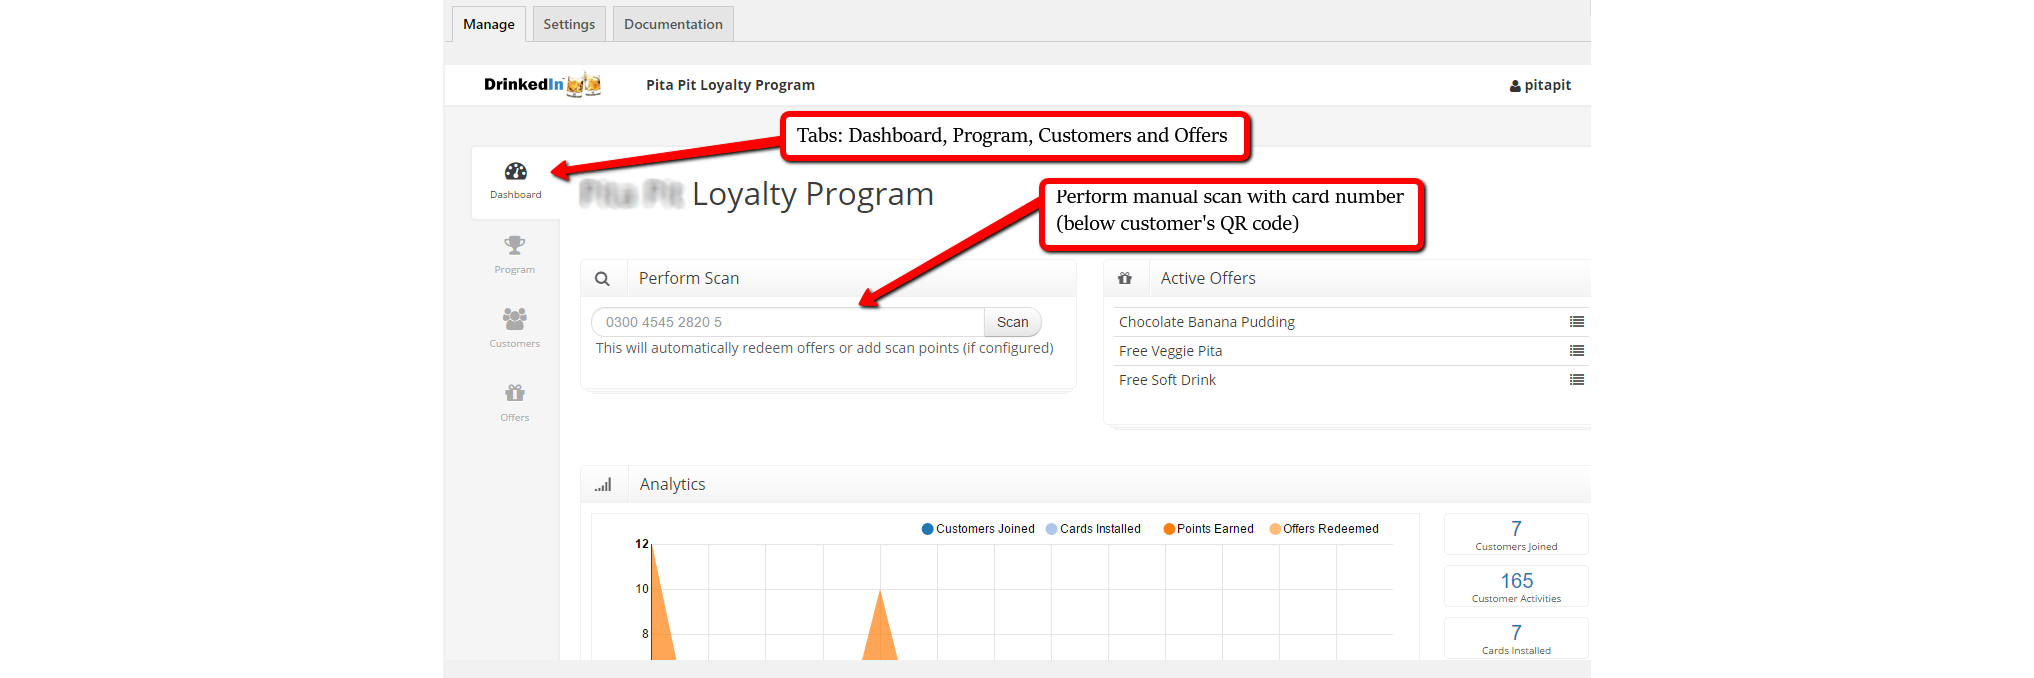 Manage Settings Documentation
DrinkedIn Pita Pit Loyalty Program pitapit
Tabs: Dashboard, Program, Customers and Offers
Dashboard
Pita Pit Loyalty Program
Perform manual scan with card number
(below customer's QR code)
Program
Customers
Offers
Perform Scan
0300 4545 2820 5 Scan
This will automatically redeem offers or add scan points (if configured)
Active Offers
Chocolate Banana Pudding
Free Veggie Pita
Free Soft Drink
Analytics
Customers Joined Cards Installed Points Earned Offers Redeemed
12
10
8
7
Customers Joined
165
Customer Activities
7
Cards Installed